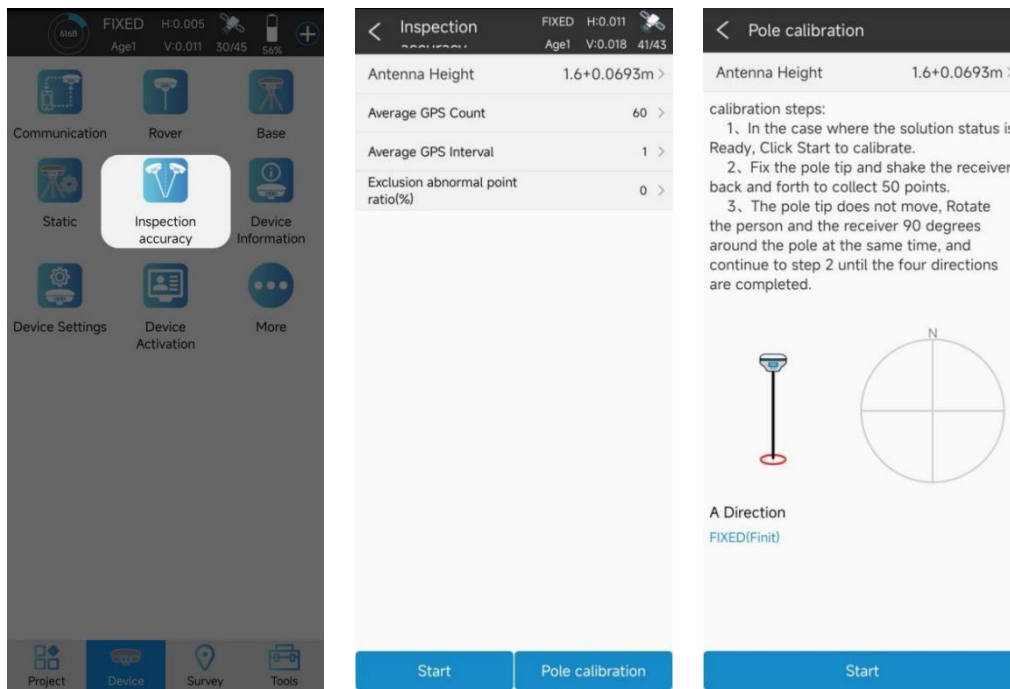 6160
FIXED H:0.005
Age1 V:0.011 30/45 56%
Communication Rover Base
Static Inspection accuracy Device Information
Device Settings Device Activation More
Project Device Survey Tools
Inspection accuracy
FIXED H:0.011
Age1 V:0.018 41/43
Antenna Height 1.6+0.0693m >
Average GPS Count 60 >
Average GPS Interval 1 >
Exclusion abnormal point
ratio(%) 0 >
Start Pole calibration
Pole calibration
Antenna Height 1.6+0.0693m >
calibration steps:
1、In the case where the solution status is
Ready, Click Start to calibrate.
2、Fix the pole tip and shake the receiver
back and forth to collect 50 points.
3、The pole tip does not move, Rotate
the person and the receiver 90 degrees
around the pole at the same time, and
continue to step 2 until the four directions
are completed.
N
A Direction
FIXED(Finit)
Start